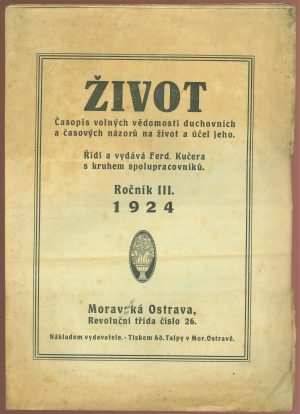 ŽIVOT
Časopis volných vědomostí duchovních
a časových názorů na život a účel jeho.
Řídí a vydává Ferd. Kučera
s kruhem spolupracovníků.
Ročník III.
1924
Moravská Ostrava,
Revoluční třída číslo 26.
Nákladem vydavatele. - Tiskem Ad. Talpy v Mor. Ostravě.